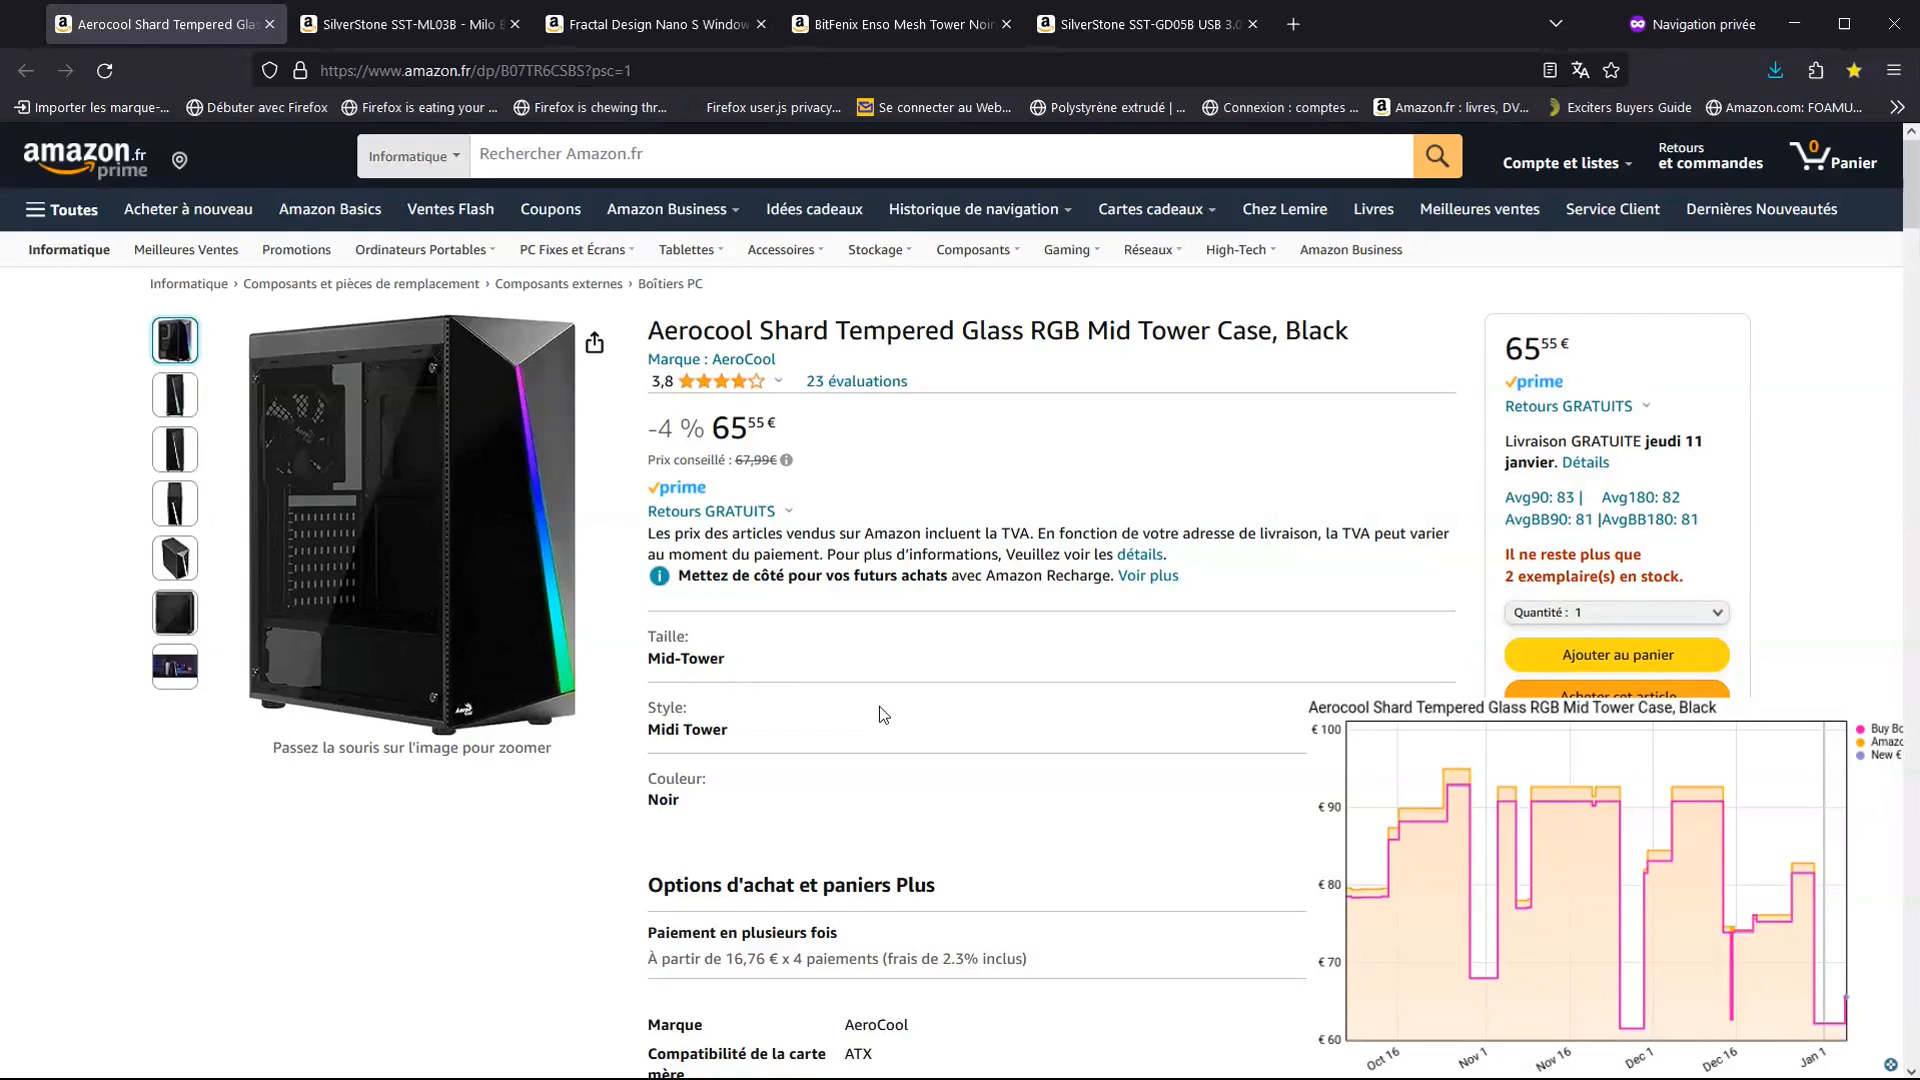 Aerocool Shard Tempered Glas
SilverStone SST-ML03B - Milo
Fractal Design Nano S Window
BitFenix Enso Mesh Tower Noir
SilverStone SST-GD05B USB 3.0
Navigation privée
https://www.amazon.fr/dp/B07TR6CSBS?psc=1
Importer les marque-...
Débuter avec Firefox
Firefox is eating your ...
Firefox is chewing thr...
Firefox user.js privacy...
Se connecter au Web...
Polystyrène extrudé | ...
Connexion : comptes ...
Amazon.fr : livres, DV...
Exciters Buyers Guide
Amazon.com: FOAMU...
amazon.fr
prime
Informatique
Rechercher Amazon.fr
Compte et listes
Retours
et commandes
0
Panier
Toutes
Acheter à nouveau
Amazon Basics
Ventes Flash
Coupons
Amazon Business
Idées cadeaux
Historique de navigation
Cartes cadeaux
Chez Lemire
Livres
Meilleures ventes
Service Client
Dernières Nouveautés
Informatique
Meilleures Ventes
Promotions
Ordinateurs Portables
PC Fixes et Écrans
Tablettes
Accessoires
Stockage
Composants
Gaming
Réseaux
High-Tech
Amazon Business
Informatique › Composants et pièces de remplacement › Composants externes › Boîtiers PC
Passez la souris sur l'image pour zoomer
Aerocool Shard Tempered Glass RGB Mid Tower Case, Black
Marque : AeroCool
3,8
23 évaluations
-4 % 65 55 €
Prix conseillé : 67,99€
prime
Retours GRATUITS
Les prix des articles vendus sur Amazon incluent la TVA. En fonction de votre adresse de livraison, la TVA peut varier
au moment du paiement. Pour plus d'informations, Veuillez voir les détails.
Mettez de côté pour vos futurs achats avec Amazon Recharge. Voir plus
Taille:
Mid-Tower
Style:
Midi Tower
Couleur:
Noir
Options d'achat et paniers Plus
Paiement en plusieurs fois
À partir de 16,76 € x 4 paiements (frais de 2.3% inclus)
Marque AeroCool
Compatibilité de la carte ATX
mère
65 55 €
prime
Retours GRATUITS
Livraison GRATUITE jeudi 11
janvier. Détails
Avg90: 83 | Avg180: 82
AvgBB90: 81 |AvgBB180: 81
Il ne reste plus que
2 exemplaire(s) en stock.
Quantité : 1
Ajouter au panier
Acheter cet article
Aerocool Shard Tempered Glass RGB Mid Tower Case, Black
€ 100
€ 90
€ 80
€ 70
€ 60
Oct 16
Nov 1
Nov 16
Dec 1
Dec 16
Jan 1
Buy Bo
Amazo
New €